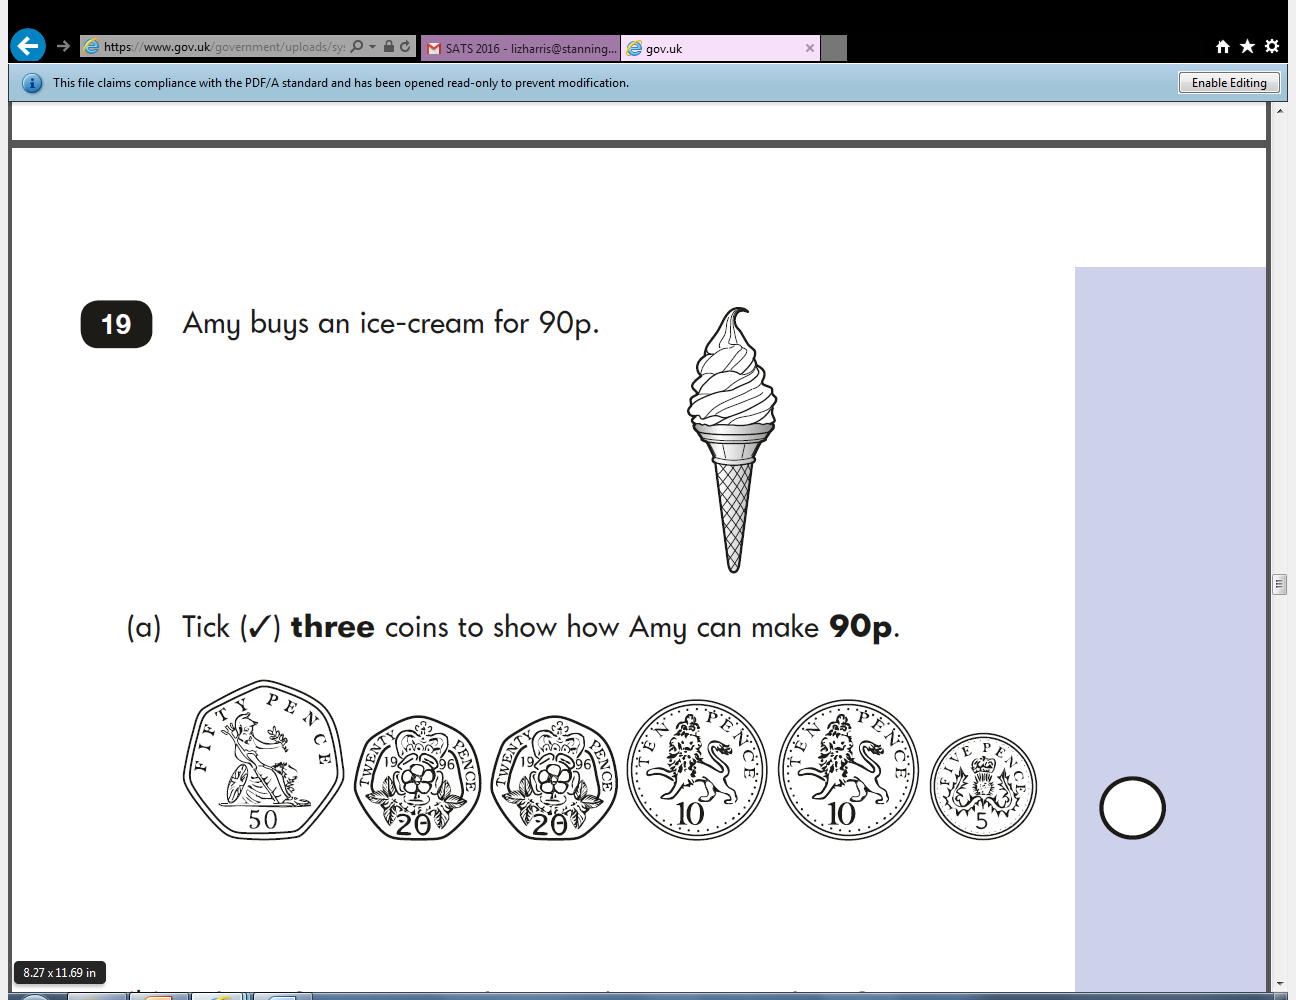 https://www.gov.uk/government/uploads/sy
SATS 2016 - lizharris@stanning...
gov.uk
This file claims compliance with the PDF/A standard and has been opened read-only to prevent modification.
Enable Editing
19 Amy buys an ice-cream for 90p.
(a) Tick (✓) three coins to show how Amy can make 90p.
FIFTY PENCE
50
TWENTY PENCE
1996
20
TWENTY PENCE
1996
20
TEN PENCE
10
TEN PENCE
10
FIVE PENCE
5
8.27 x 11.69 in